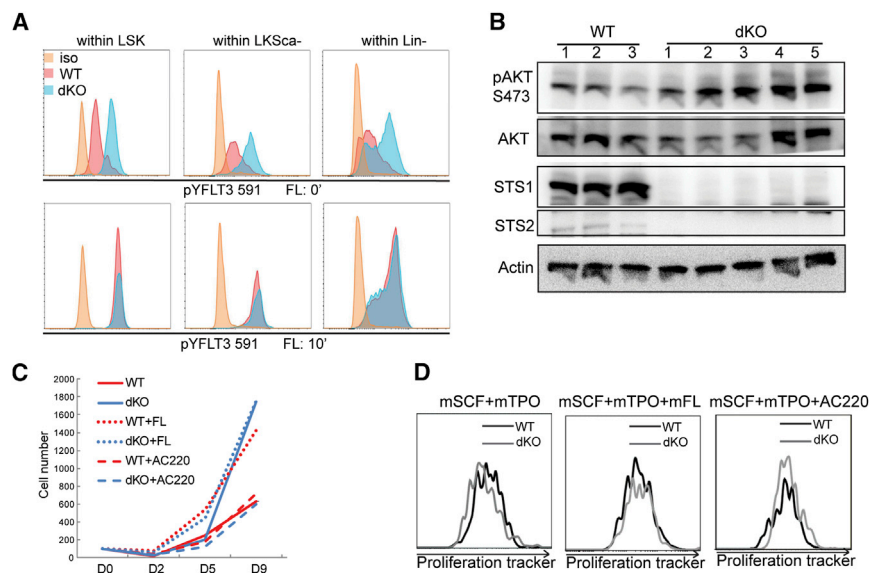 A
within LSK within LKSca- within Lin-
iso
WT
dKO
pYFLT3 591 FL: 0'
pYFLT3 591 FL: 10'
B
WT dKO
1 2 3 1 2 3 4 5
pAKT
S473
AKT
STS1
STS2
Actin
C
Cell number
2000
1800
1600
1400
1200
1000
800
600
400
200
0
D0 D2 D5 D9
WT
dKO
WT+FL
dKO+FL
WT+AC220
dKO+AC220
D
mSCF+mTPO mSCF+mTPO+mFL mSCF+mTPO+AC220
WT
dKO
WT
dKO
WT
dKO
Proliferation tracker Proliferation tracker Proliferation tracker